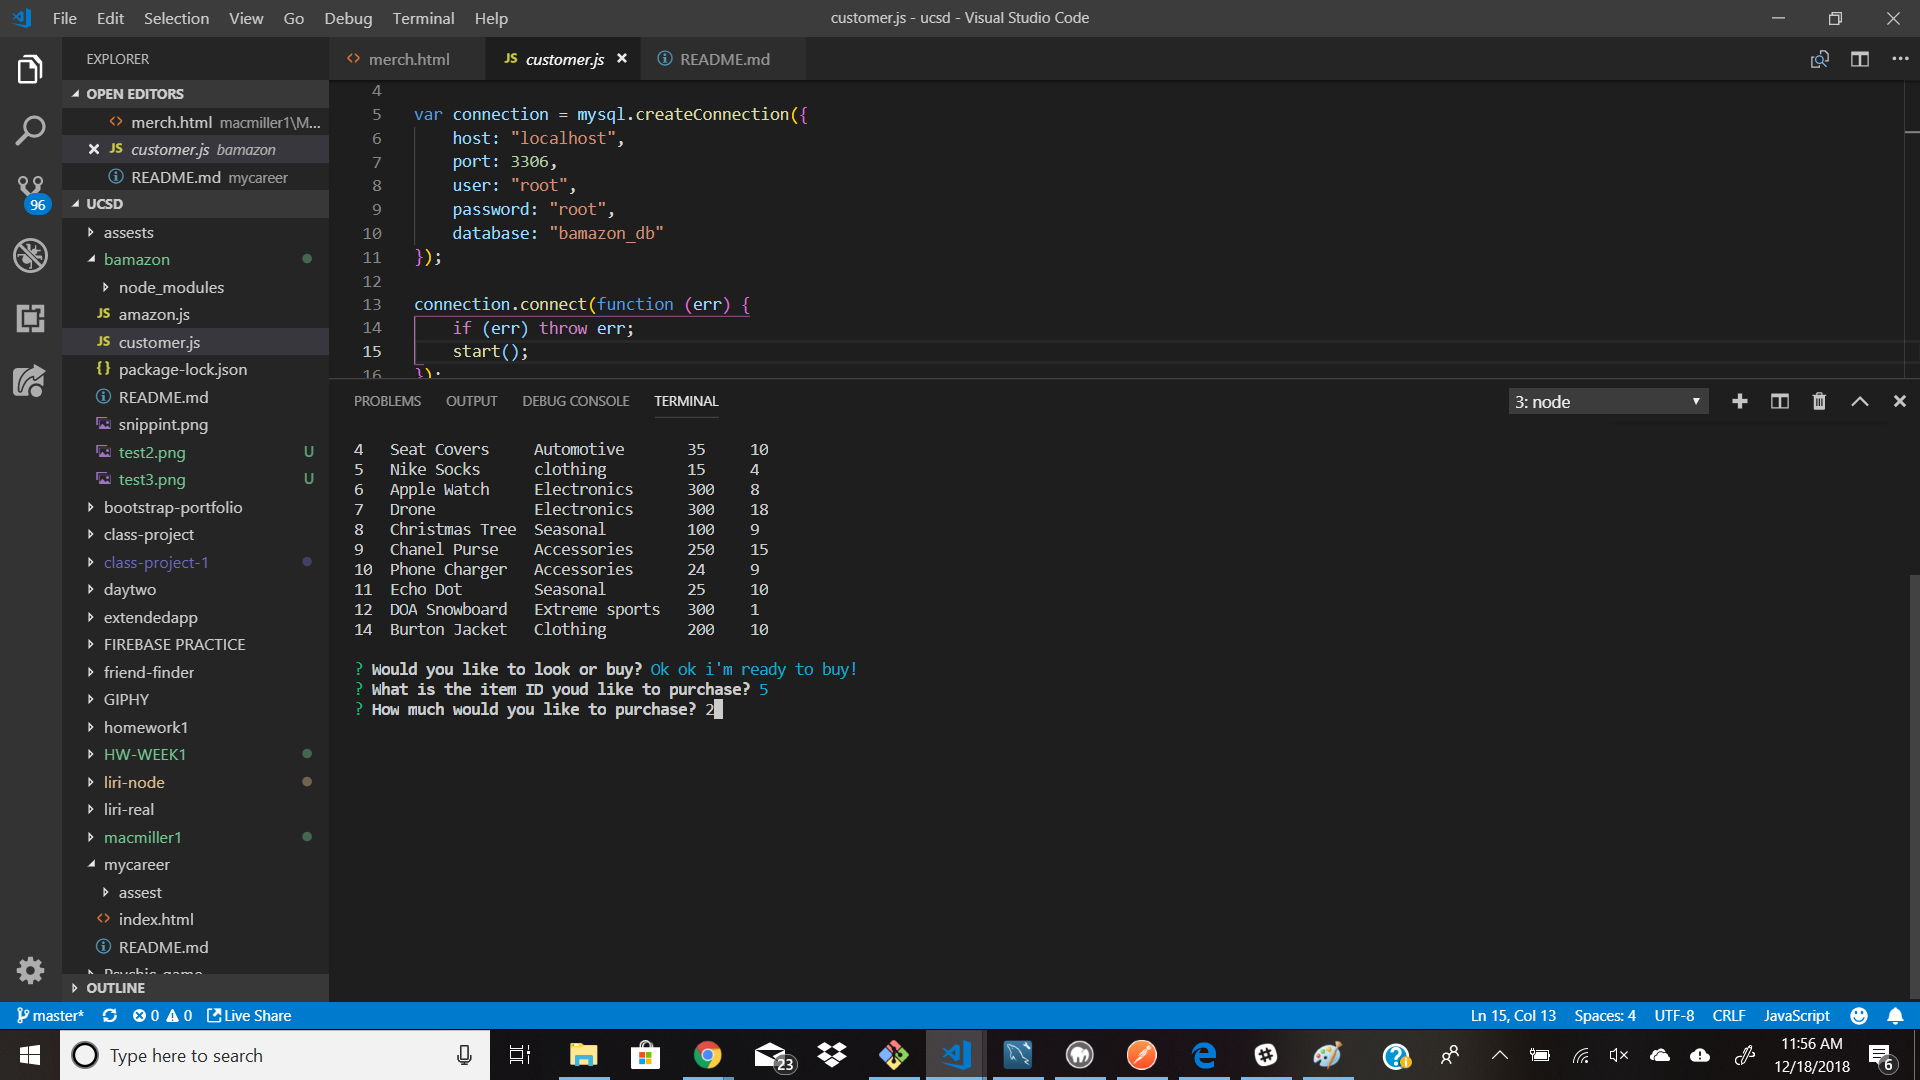 File Edit Selection View Go Debug Terminal Help
customer.js - ucsd - Visual Studio Code
EXPLORER
OPEN EDITORS
merch.html macmiller1\M...
customer.js bamazon
README.md mycareer
96
UCSD
assests
bamazon
node_modules
JS amazon.js
JS customer.js
{} package-lock.json
README.md
snippint.png
test2.png U
test3.png U
bootstrap-portfolio
class-project
class-project-1
daytwo
extendedapp
FIREBASE PRACTICE
friend-finder
GIPHY
homework1
HW-WEEK1
liri-node
liri-real
macmiller1
mycareer
assest
index.html
README.md
Psychic-game
OUTLINE
merch.html
JS customer.js
README.md
4
5 var connection = mysql.createConnection({
6 host: "localhost",
7 port: 3306,
8 user: "root",
9 password: "root",
10 database: "bamazon_db"
11 });
12
13 connection.connect(function (err) {
14 if (err) throw err;
15 start();
16 });
PROBLEMS OUTPUT DEBUG CONSOLE TERMINAL
3: node
4 Seat Covers Automotive 35 10
5 Nike Socks clothing 15 4
6 Apple Watch Electronics 300 8
7 Drone Electronics 300 18
8 Christmas Tree Seasonal 100 9
9 Chanel Purse Accessories 250 15
10 Phone Charger Accessories 24 9
11 Echo Dot Seasonal 25 10
12 DOA Snowboard Extreme sports 300 1
14 Burton Jacket Clothing 200 10
? Would you like to look or buy? Ok ok i'm ready to buy!
? What is the item ID youd like to purchase? 5
? How much would you like to purchase? 2
master* 0 0 Live Share
Ln 15, Col 13 Spaces: 4 UTF-8 CRLF JavaScript
Type here to search
23
11:56 AM
12/18/2018
6